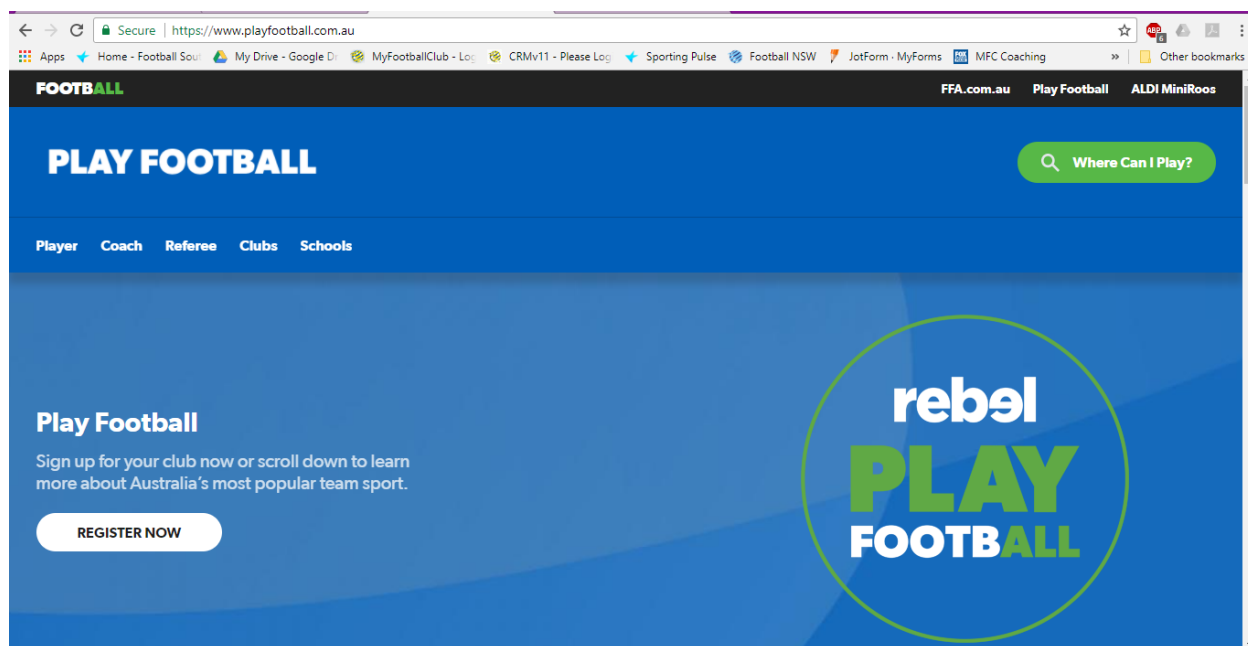 Secure https://www.playfootball.com.au
ABP 6
Apps Home - Football Sout My Drive - Google Dr MyFootballClub - Log CRMv11 - Please Log Sporting Pulse Football NSW JotForm · MyForms MFC Coaching » Other bookmarks
FOOTBALL FFA.com.au Play Football ALDI MiniRoos
PLAY FOOTBALL Where Can I Play?
Player Coach Referee Clubs Schools
Play Football
Sign up for your club now or scroll down to learn
more about Australia's most popular team sport.
REGISTER NOW
rebel
PLAY
FOOTBALL